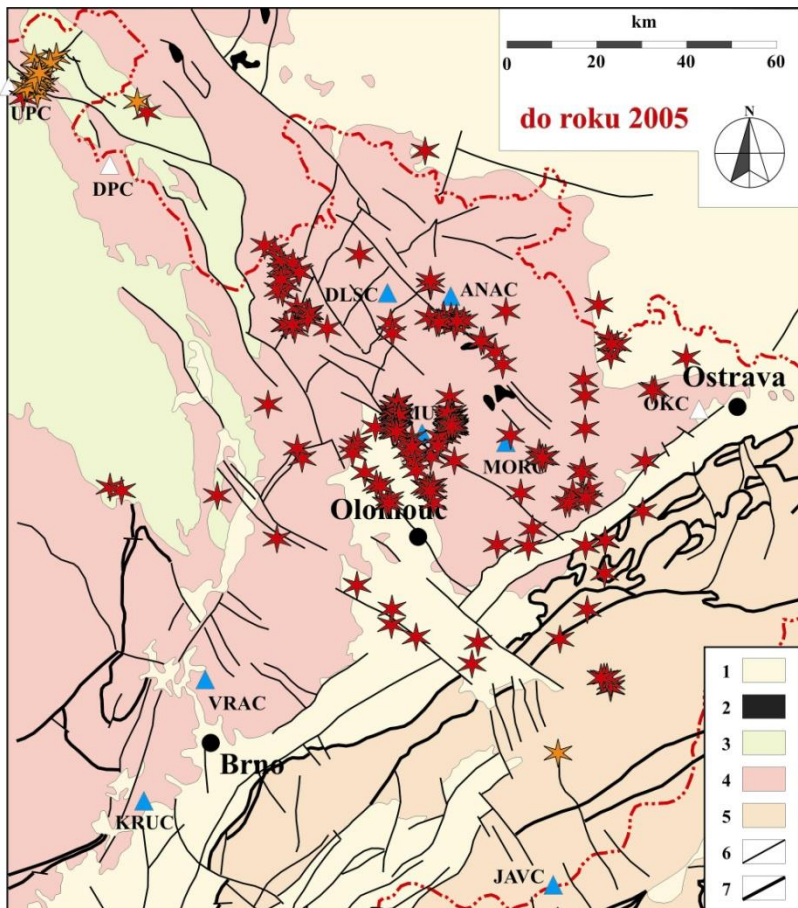 km
0 20 40 60
do roku 2005
N
UPC
DPC
DLSC
ANAC
Ostrava
OKC
MORC
Olomouc
VRAC
Brno
KRUC
JAVC
1
2
3
4
5
6
7